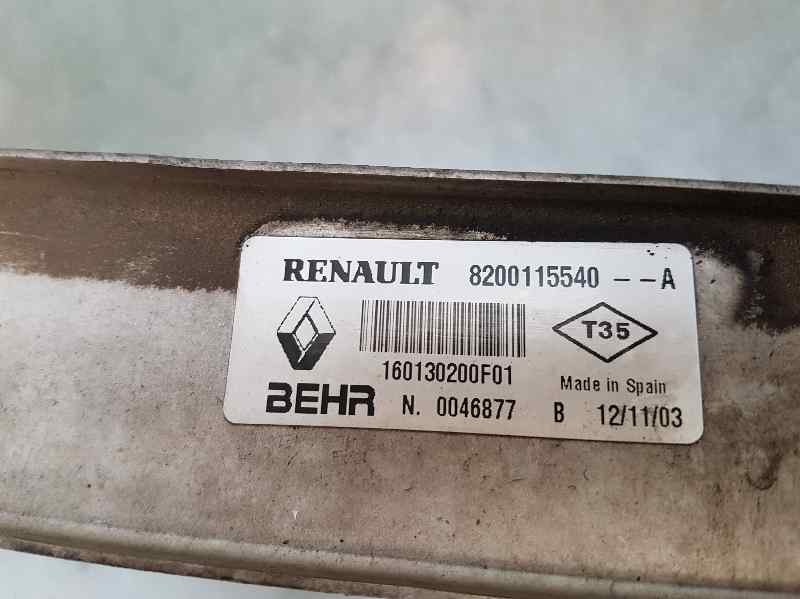 RENAULT 8200115540 --A
160130200F01
T35
Made in Spain
BEHR N. 0046877 B 12/11/03